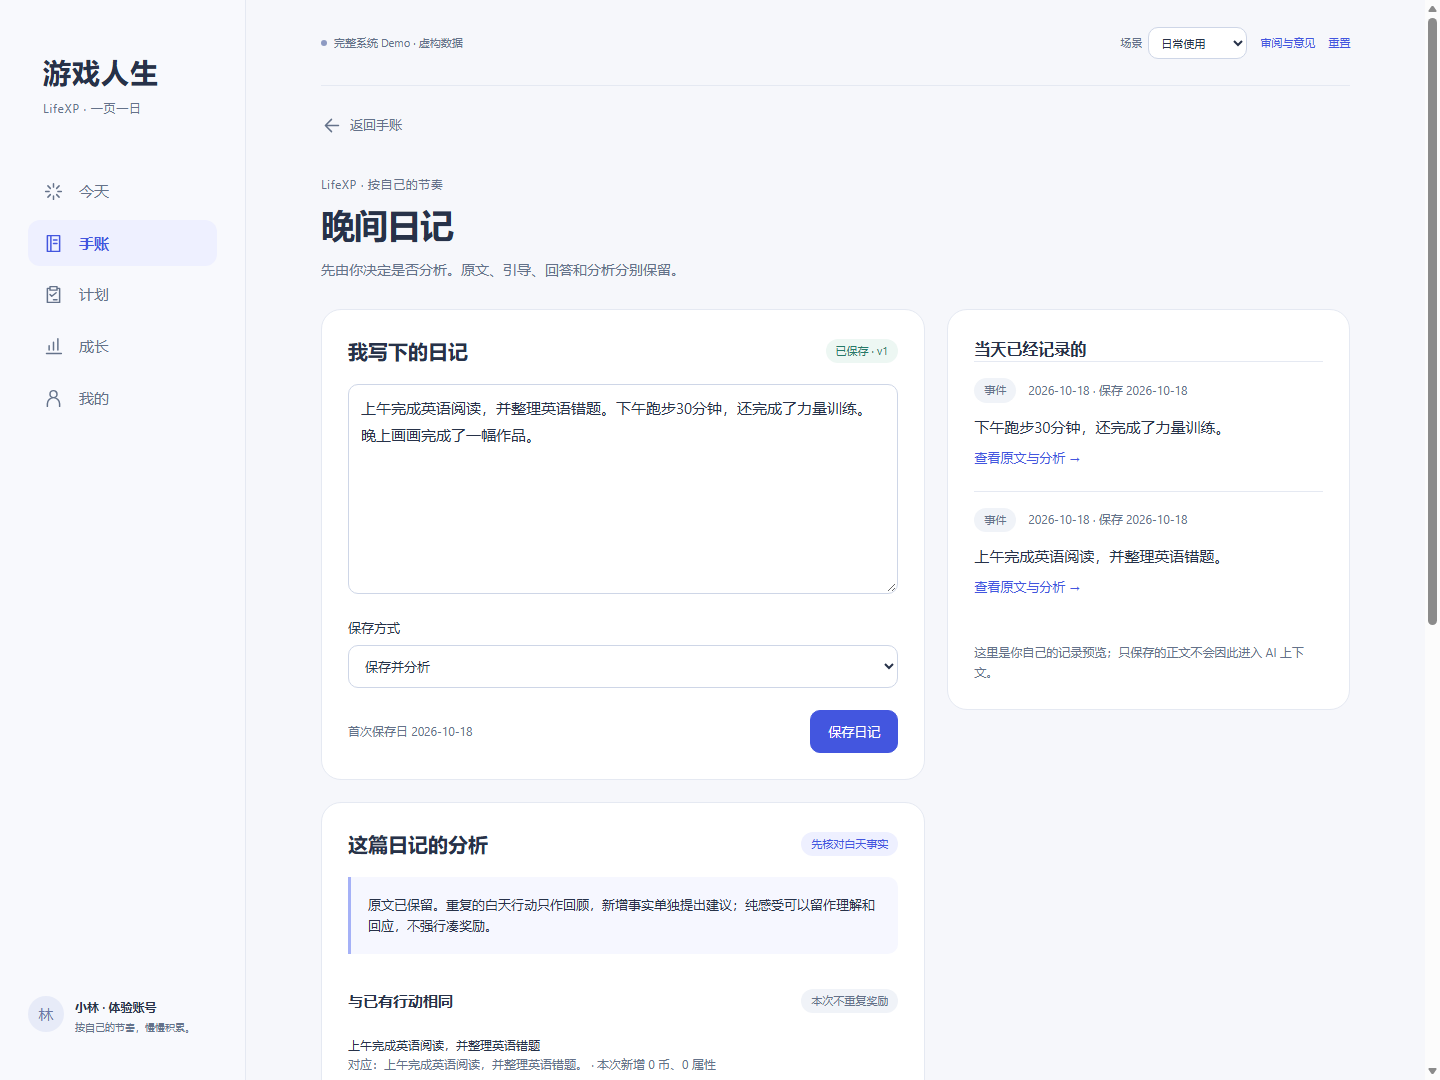 游戏人生
LifeXP · 一页一日
今天
手账
计划
成长
我的
林
小林 · 体验账号
按自己的节奏，慢慢积累。
完整系统 Demo · 虚构数据
场景
日常使用
审阅与意见
重置
返回手账
LifeXP · 按自己的节奏
晚间日记
先由你决定是否分析。原文、引导、回答和分析分别保留。
我写下的日记
已保存 · v1
上午完成英语阅读，并整理英语错题。下午跑步30分钟，还完成了力量训练。
晚上画画完成了一幅作品。
保存方式
保存并分析
首次保存日 2026-10-18
保存日记
这篇日记的分析
先核对白天事实
原文已保留。重复的白天行动只作回顾，新增事实单独提出建议；纯感受可以留作理解和
回应，不强行凑奖励。
与已有行动相同
本次不重复奖励
上午完成英语阅读，并整理英语错题
对应：上午完成英语阅读，并整理英语错题。 · 本次新增 0 币、0 属性
当天已经记录的
事件
2026-10-18 · 保存 2026-10-18
下午跑步30分钟，还完成了力量训练。
查看原文与分析 →
事件
2026-10-18 · 保存 2026-10-18
上午完成英语阅读，并整理英语错题。
查看原文与分析 →
这里是你自己的记录预览；只保存的正文不会因此进入 AI 上下
文。